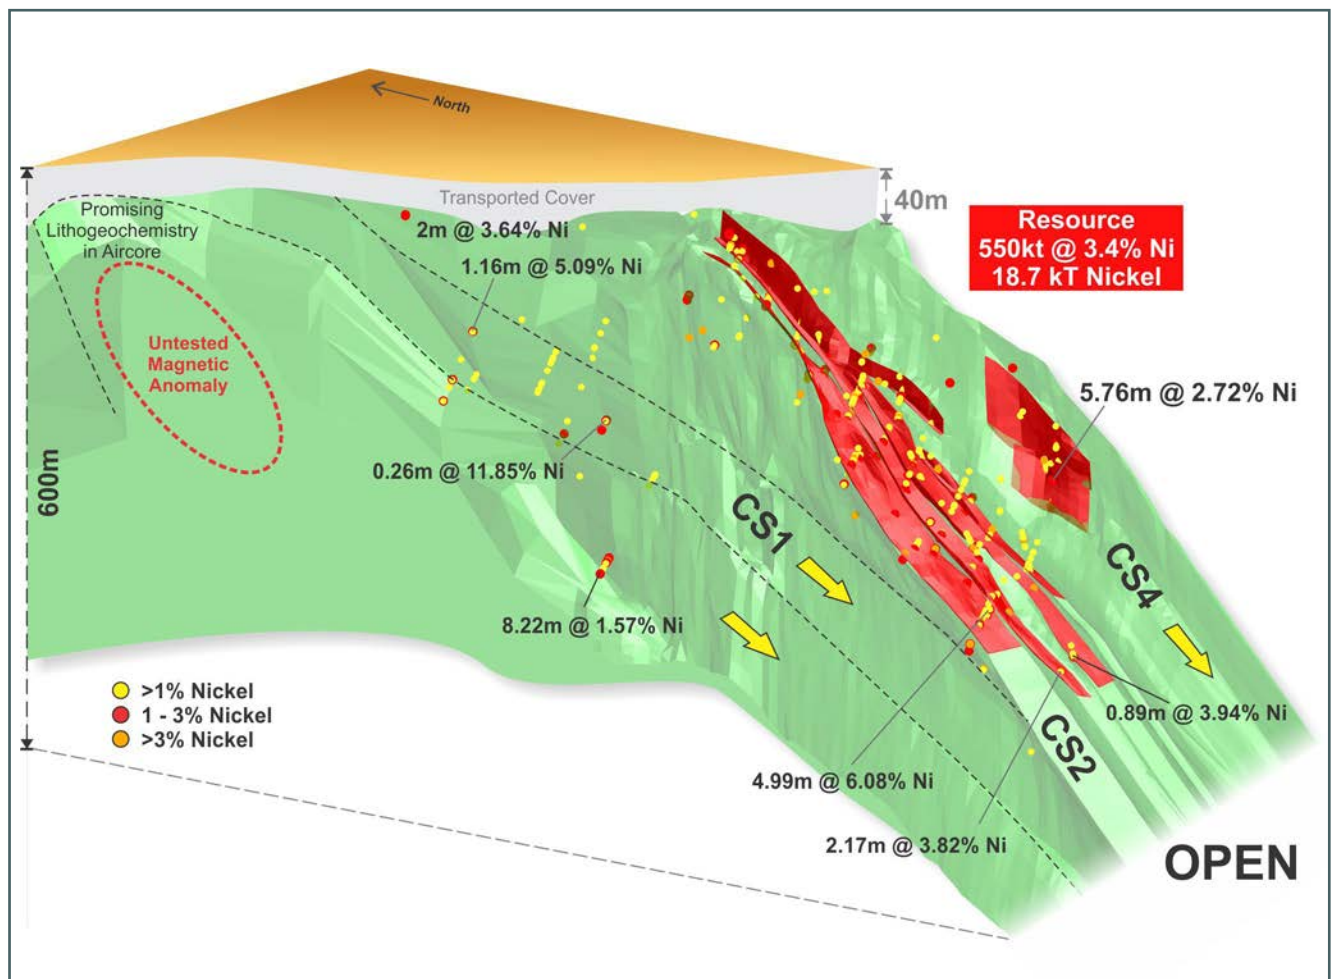 North
Transported Cover
40m
Promising
Lithogeochemistry
in Aircore
2m @ 3.64% Ni
Resource
550kt @ 3.4% Ni
18.7 kT Nickel
1.16m @ 5.09% Ni
Untested
Magnetic
Anomaly
5.76m @ 2.72% Ni
600m
0.26m @ 11.85% Ni
CS1
CS4
8.22m @ 1.57% Ni
>1% Nickel
1 - 3% Nickel
>3% Nickel
0.89m @ 3.94% Ni
CS2
4.99m @ 6.08% Ni
2.17m @ 3.82% Ni
OPEN